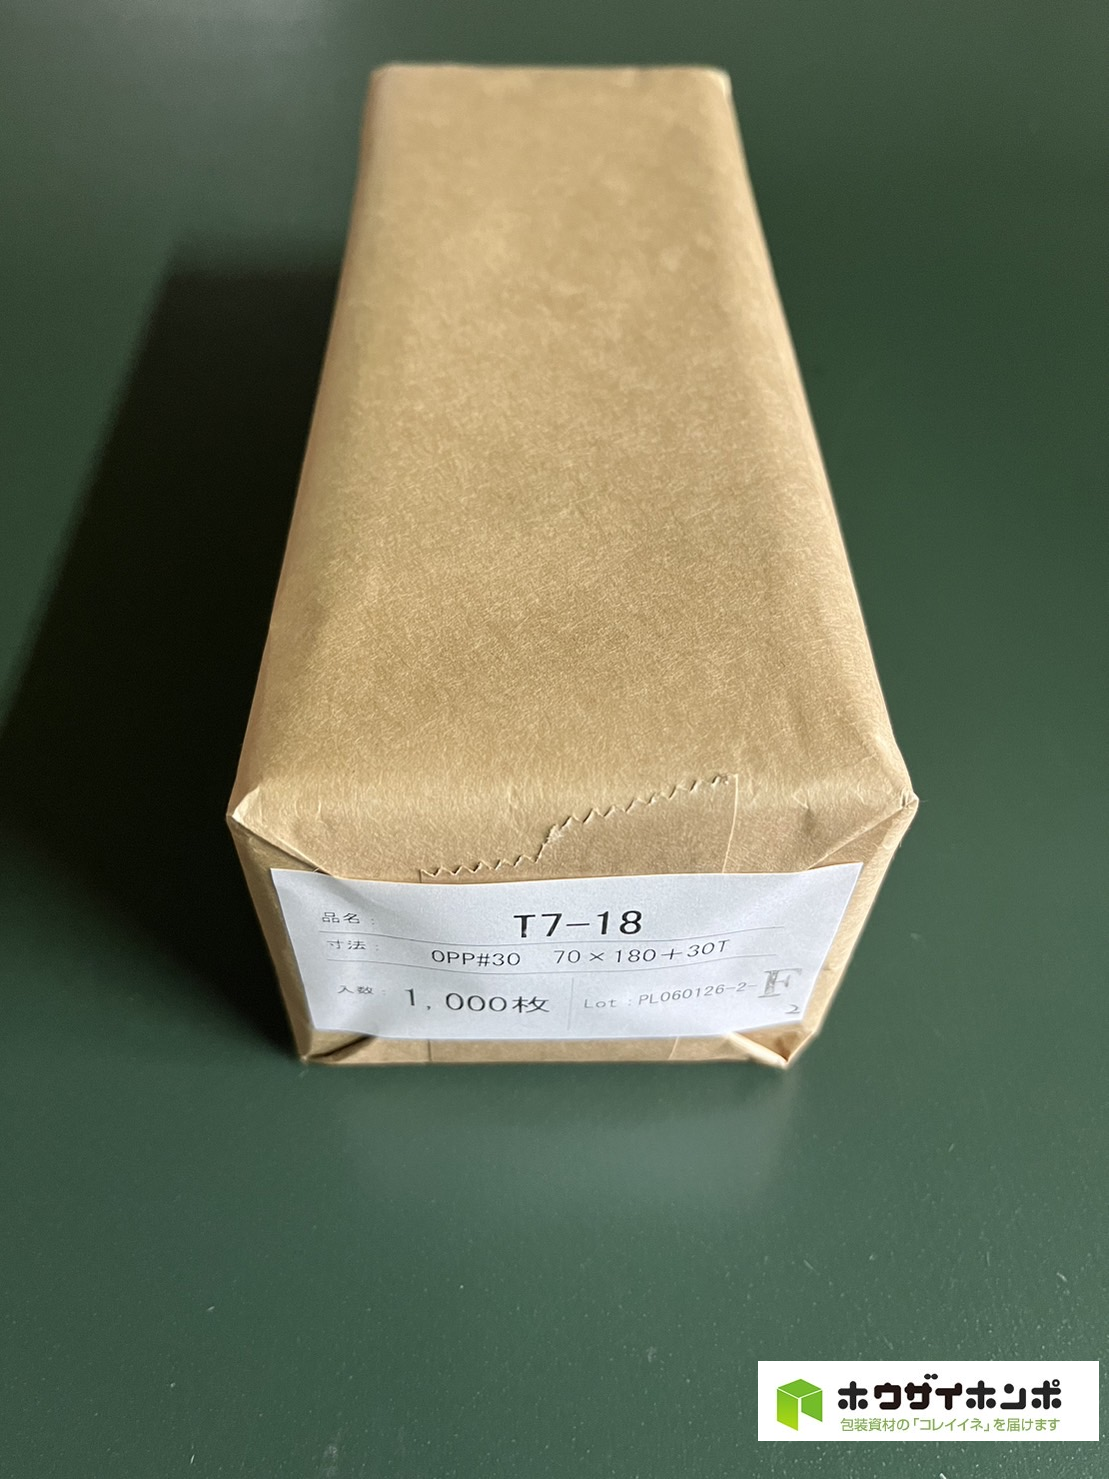 品名：　T7-18
寸法：　OPP#30　70×180＋30T
入数：　1,000枚　Lot：PL060126-2-F
2
ホウザイホンポ
包装資材の「コレイイネ」を届けます